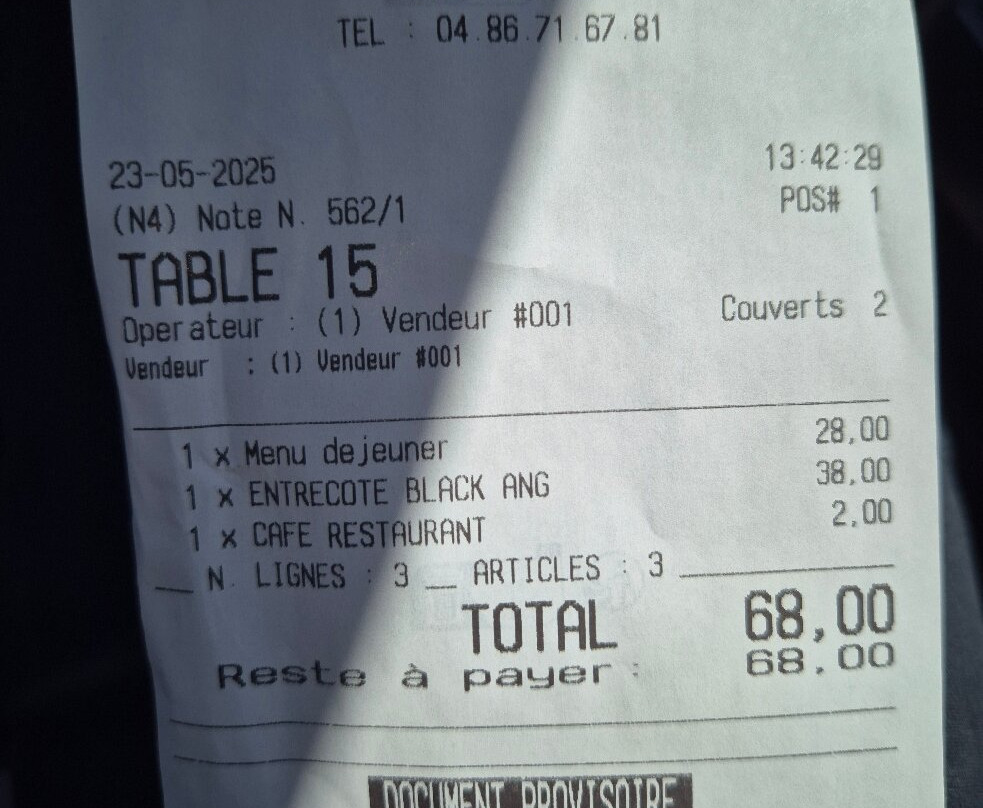 TEL : 04.86.71.67.81
23-05-2025 13:42:29
(N4) Note N. 562/1 POS# 1
TABLE 15
Operateur : (1) Vendeur #001 Couverts 2
Vendeur : (1) Vendeur #001
1 x Menu dejeuner 28,00
1 x ENTRECOTE BLACK ANG 38,00
1 x CAFE RESTAURANT 2,00
__ N. LIGNES : 3 __ ARTICLES : 3
TOTAL 68,00
Reste à payer : 68.00
DOCUMENT PROVISOIRE